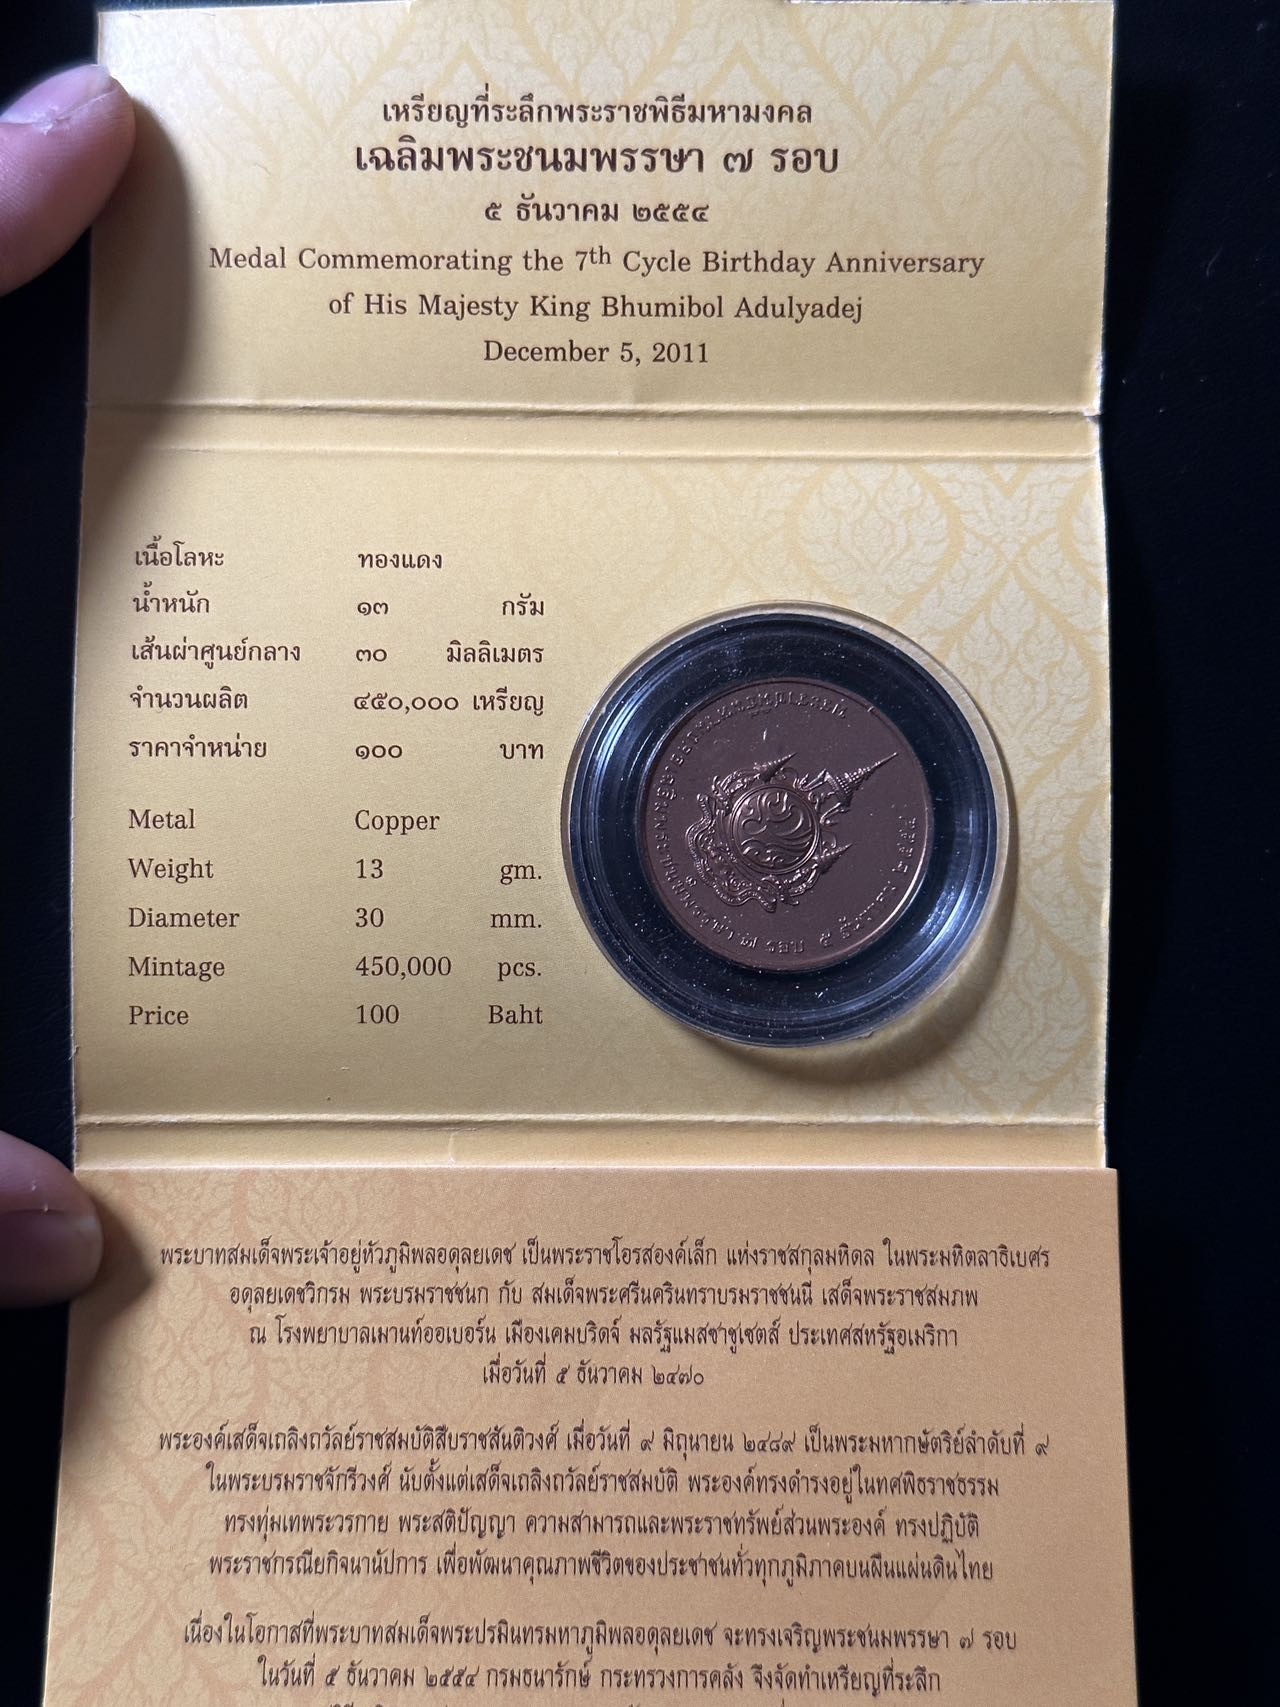 เหรียญที่ระลึกพระราชพิธีมหามงคล
เฉลิมพระชนมพรรษา ๗ รอบ
๕ ธันวาคม ๒๕๕๔
Medal Commemorating the 7th Cycle Birthday Anniversary
of His Majesty King Bhumibol Adulyadej
December 5, 2011
เนื้อโลหะ ทองแดง
น้ำหนัก ๑๓ กรัม
เส้นผ่าศูนย์กลาง ๓๐ มิลลิเมตร
จำนวนผลิต ๔๕๐,๐๐๐ เหรียญ
ราคาจำหน่าย ๑๐๐ บาท
Metal Copper
Weight 13 gm.
Diameter 30 mm.
Mintage 450,000 pcs.
Price 100 Baht
เฉลิมพระชนมพรรษา ๗ รอบ ๕ ธันวาคม ๒๕๕๔
พระบาทสมเด็จพระเจ้าอยู่หัวภูมิพลอดุลยเดช เป็นพระราชโอรสองค์เล็ก แห่งราชสกุลมหิดล ในพระมหิตลาธิเบศร
อดุลยเดชวิกรม พระบรมราชชนก กับ สมเด็จพระศรีนครินทราบรมราชชนนี เสด็จพระราชสมภพ
ณ โรงพยาบาลเมานท์ออเบอร์น เมืองเคมบริดจ์ มลรัฐแมสซาชูเซตส์ ประเทศสหรัฐอเมริกา
เมื่อวันที่ ๕ ธันวาคม ๒๔๗๐
พระองค์เสด็จเถลิงถวัลย์ราชสมบัติสืบราชสันติวงศ์ เมื่อวันที่ ๙ มิถุนายน ๒๔๘๙ เป็นพระมหากษัตริย์ลำดับที่ ๙
ในพระบรมราชจักรีวงศ์ นับตั้งแต่เสด็จเถลิงถวัลย์ราชสมบัติ พระองค์ทรงดำรงอยู่ในทศพิธราชธรรม
ทรงทุ่มเทพระวรกาย พระสติปัญญา ความสามารถและพระราชทรัพย์ส่วนพระองค์ ทรงปฏิบัติ
พระราชกรณียกิจนานัปการ เพื่อพัฒนาคุณภาพชีวิตของประชาชนทั่วทุกภูมิภาคบนผืนแผ่นดินไทย
เนื่องในโอกาสที่พระบาทสมเด็จพระปรมินทรมหาภูมิพลอดุลยเดช จะทรงเจริญพระชนมพรรษา ๗ รอบ
ในวันที่ ๕ ธันวาคม ๒๕๕๔ กรมธนารักษ์ กระทรวงการคลัง จึงจัดทำเหรียญที่ระลึก